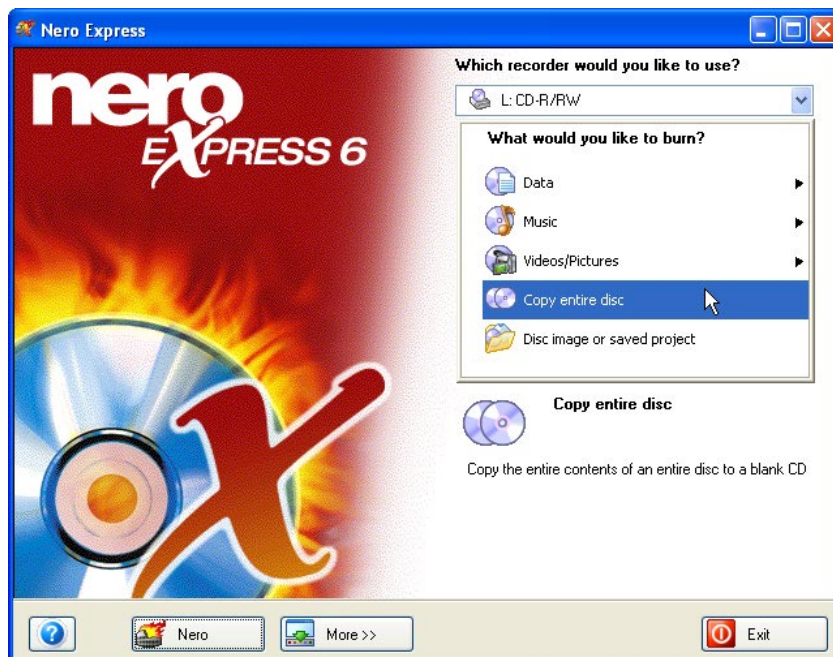 Nero Express
nero
EXPRESS 6
Which recorder would you like to use?
L: CD-R/RW
What would you like to burn?
Data
Music
Videos/Pictures
Copy entire disc
Disc image or saved project
Copy entire disc
Copy the entire contents of an entire disc to a blank CD
?
Nero
More >>
Exit